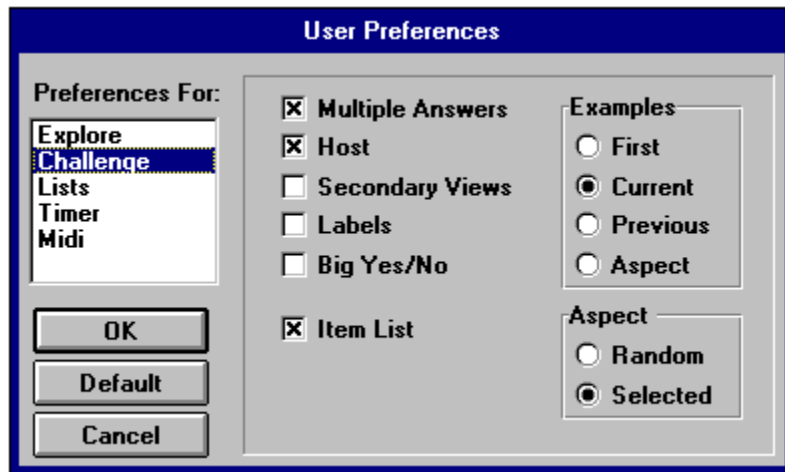 User Preferences
Preferences For:
Explore
Challenge
Lists
Timer
Midi
OK
Default
Cancel
Multiple Answers
Host
Secondary Views
Labels
Big Yes/No
Item List
Examples
First
Current
Previous
Aspect
Aspect
Random
Selected